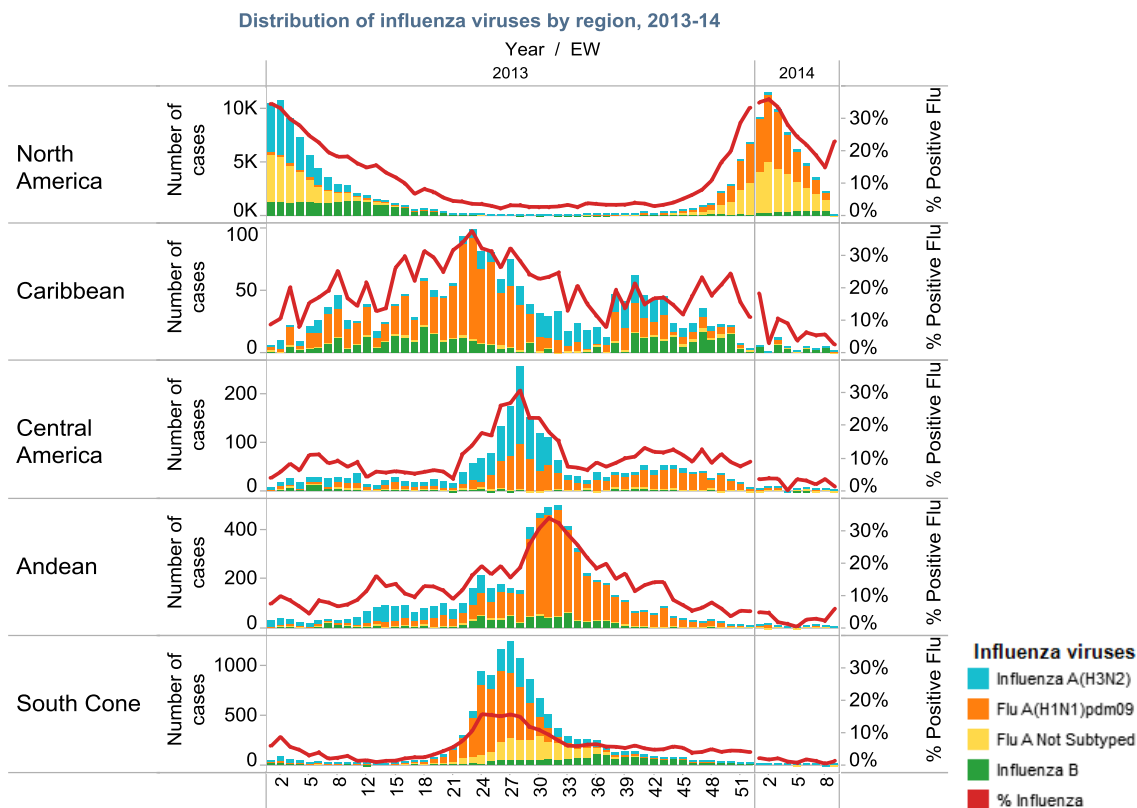 Distribution of influenza viruses by region, 2013-14
Year / EW
2013 2014
North America
Number of cases
10K
5K
0K
30%
20%
10%
0%
% Positive Flu
Caribbean
Number of cases
100
50
0
30%
20%
10%
0%
% Positive Flu
Central America
Number of cases
200
100
0
30%
20%
10%
0%
% Positive Flu
Andean
Number of cases
400
200
0
30%
20%
10%
0%
% Positive Flu
South Cone
Number of cases
1000
500
0
30%
20%
10%
0%
% Positive Flu
2 5 8 12 15 18 21 24 27 30 33 36 39 42 45 48 51 2 5 8
Influenza viruses
Influenza A(H3N2)
Flu A(H1N1)pdm09
Flu A Not Subtyped
Influenza B
% Influenza